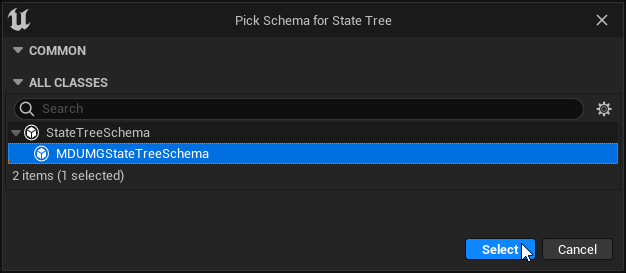 Pick Schema for State Tree
COMMON
ALL CLASSES
Search
StateTreeSchema
MDUMGStateTreeSchema
2 items (1 selected)
Select
Cancel